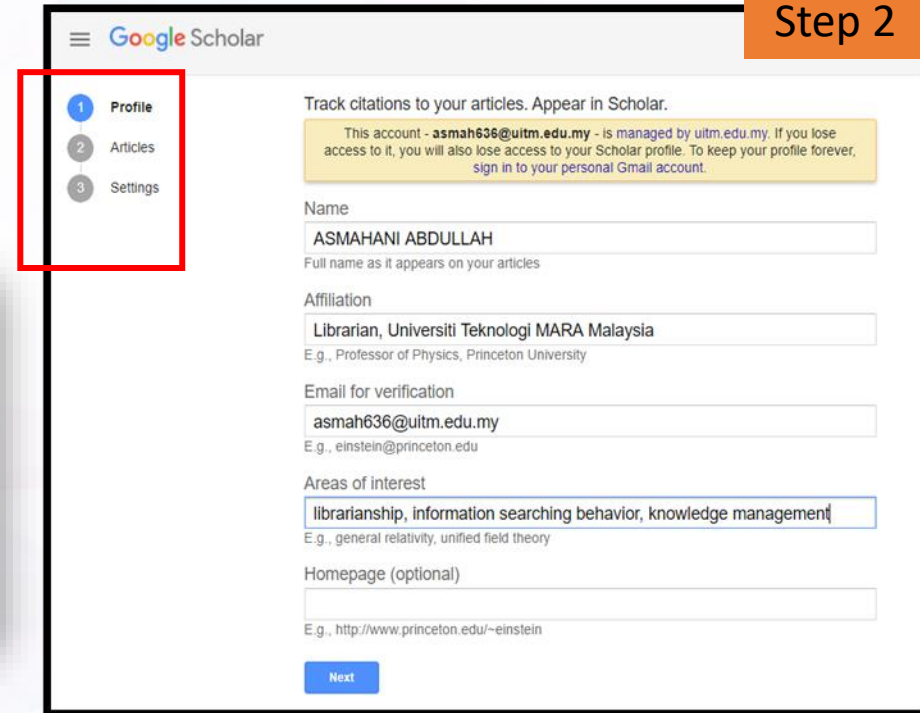 Step 2
Google Scholar
1 Profile
2 Articles
3 Settings
Track citations to your articles. Appear in Scholar.
This account - asmah636@uitm.edu.my - is managed by uitm.edu.my. If you lose
access to it, you will also lose access to your Scholar profile. To keep your profile forever,
sign in to your personal Gmail account.
Name
ASMAHANI ABDULLAH
Full name as it appears on your articles
Affiliation
Librarian, Universiti Teknologi MARA Malaysia
E.g., Professor of Physics, Princeton University
Email for verification
asmah636@uitm.edu.my
E.g., einstein@princeton.edu
Areas of interest
librarianship, information searching behavior, knowledge management
E.g., general relativity, unified field theory
Homepage (optional)
E.g., http://www.princeton.edu/~einstein
Next